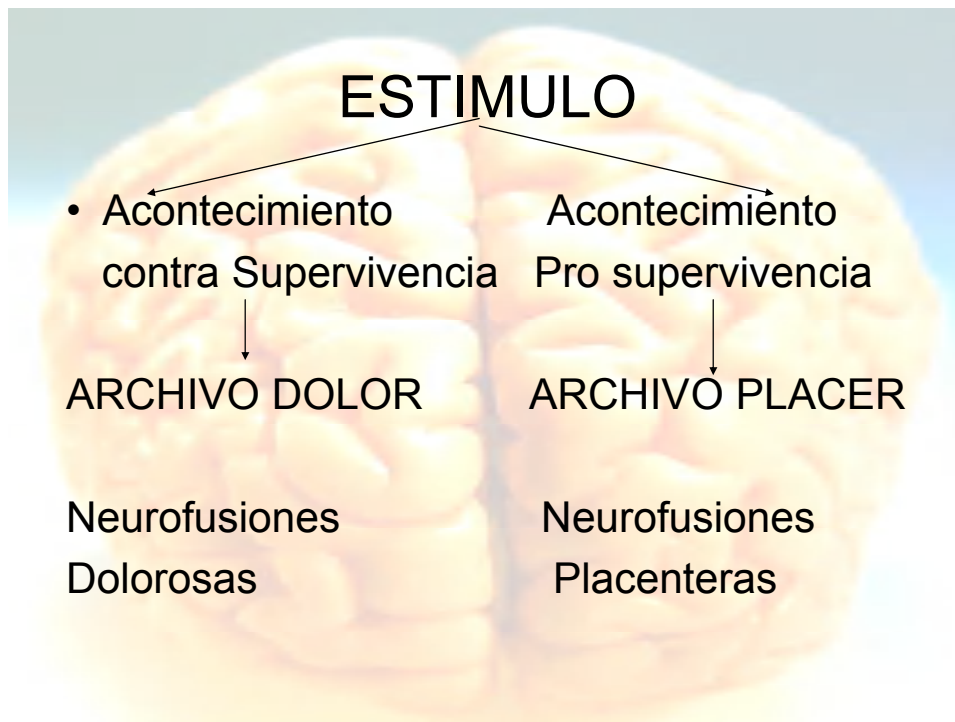 ESTIMULO
• Acontecimiento Acontecimiento
contra Supervivencia Pro supervivencia
ARCHIVO DOLOR ARCHIVO PLACER
Neurofusiones Neurofusiones
Dolorosas Placenteras